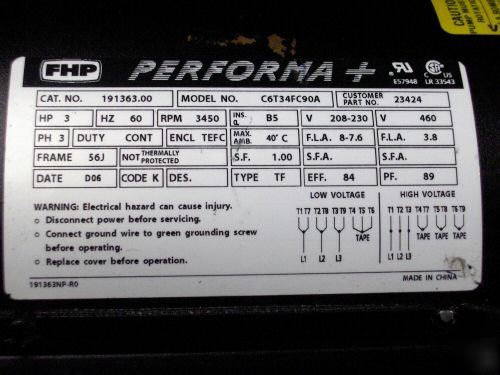 FHP PERFORMA + E57948 C US LR 33543
CAUTION
PUMP MUST
ROTATI
CAT. NO. 191363.00 MODEL NO. C6T34FC90A CUSTOMER PART NO. 23424
HP 3 HZ 60 RPM 3450 INS. B5 V 208-230 V 460
PH 3 DUTY CONT ENCL TEFC MAX. AMB. 40°C F.L.A. 8-7.6 F.L.A. 3.8
FRAME 56J NOT THERMALLY PROTECTED S.F. 1.00 S.F.A. S.F.A.
DATE D06 CODE K DES. TYPE TF EFF. 84 PF. 89
WARNING: Electrical hazard can cause injury.
o Disconnect power before servicing.
o Connect ground wire to green grounding screw
before operating.
o Replace cover before operation.
LOW VOLTAGE HIGH VOLTAGE
T1 T7 T2 T8 T3 T9 T4 T5 T6 T1 T2 T3 T4 T7 T5 T8 T6 T9
TAPE TAPE TAPE TAPE
L1 L2 L3 L1 L2 L3
191363NP-R0 MADE IN CHINA